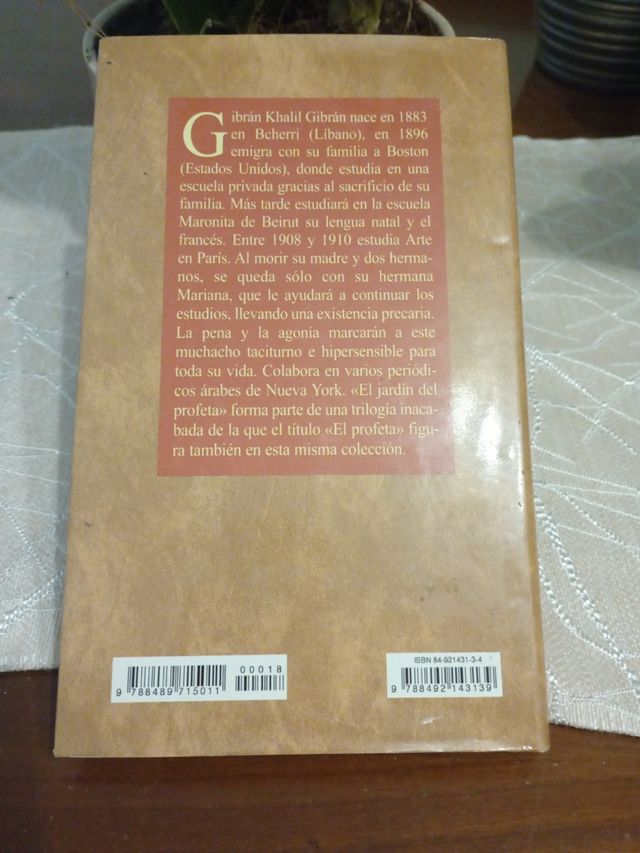 Gibrán Khalil Gibrán nace en 1883
en Bcherri (Líbano), en 1896
emigra con su familia a Boston
(Estados Unidos), donde estudia en una
escuela privada gracias al sacrificio de su
familia. Más tarde estudiará en la escuela
Maronita de Beirut su lengua natal y el
francés. Entre 1908 y 1910 estudia Arte
en París. Al morir su madre y dos herma-
nos, se queda sólo con su hermana
Mariana, que le ayudará a continuar los
estudios, llevando una existencia precaria.
La pena y la agonía marcarán a este
muchacho taciturno e hipersensible para
toda su vida. Colabora en varios periódi-
cos árabes de Nueva York. «El jardín del
profeta» forma parte de una trilogía inaca-
bada de la que el título «El profeta» figu-
ra también en esta misma colección.
00018
9 788489 715011
ISBN 84-921431-3-4
9 788492 143139